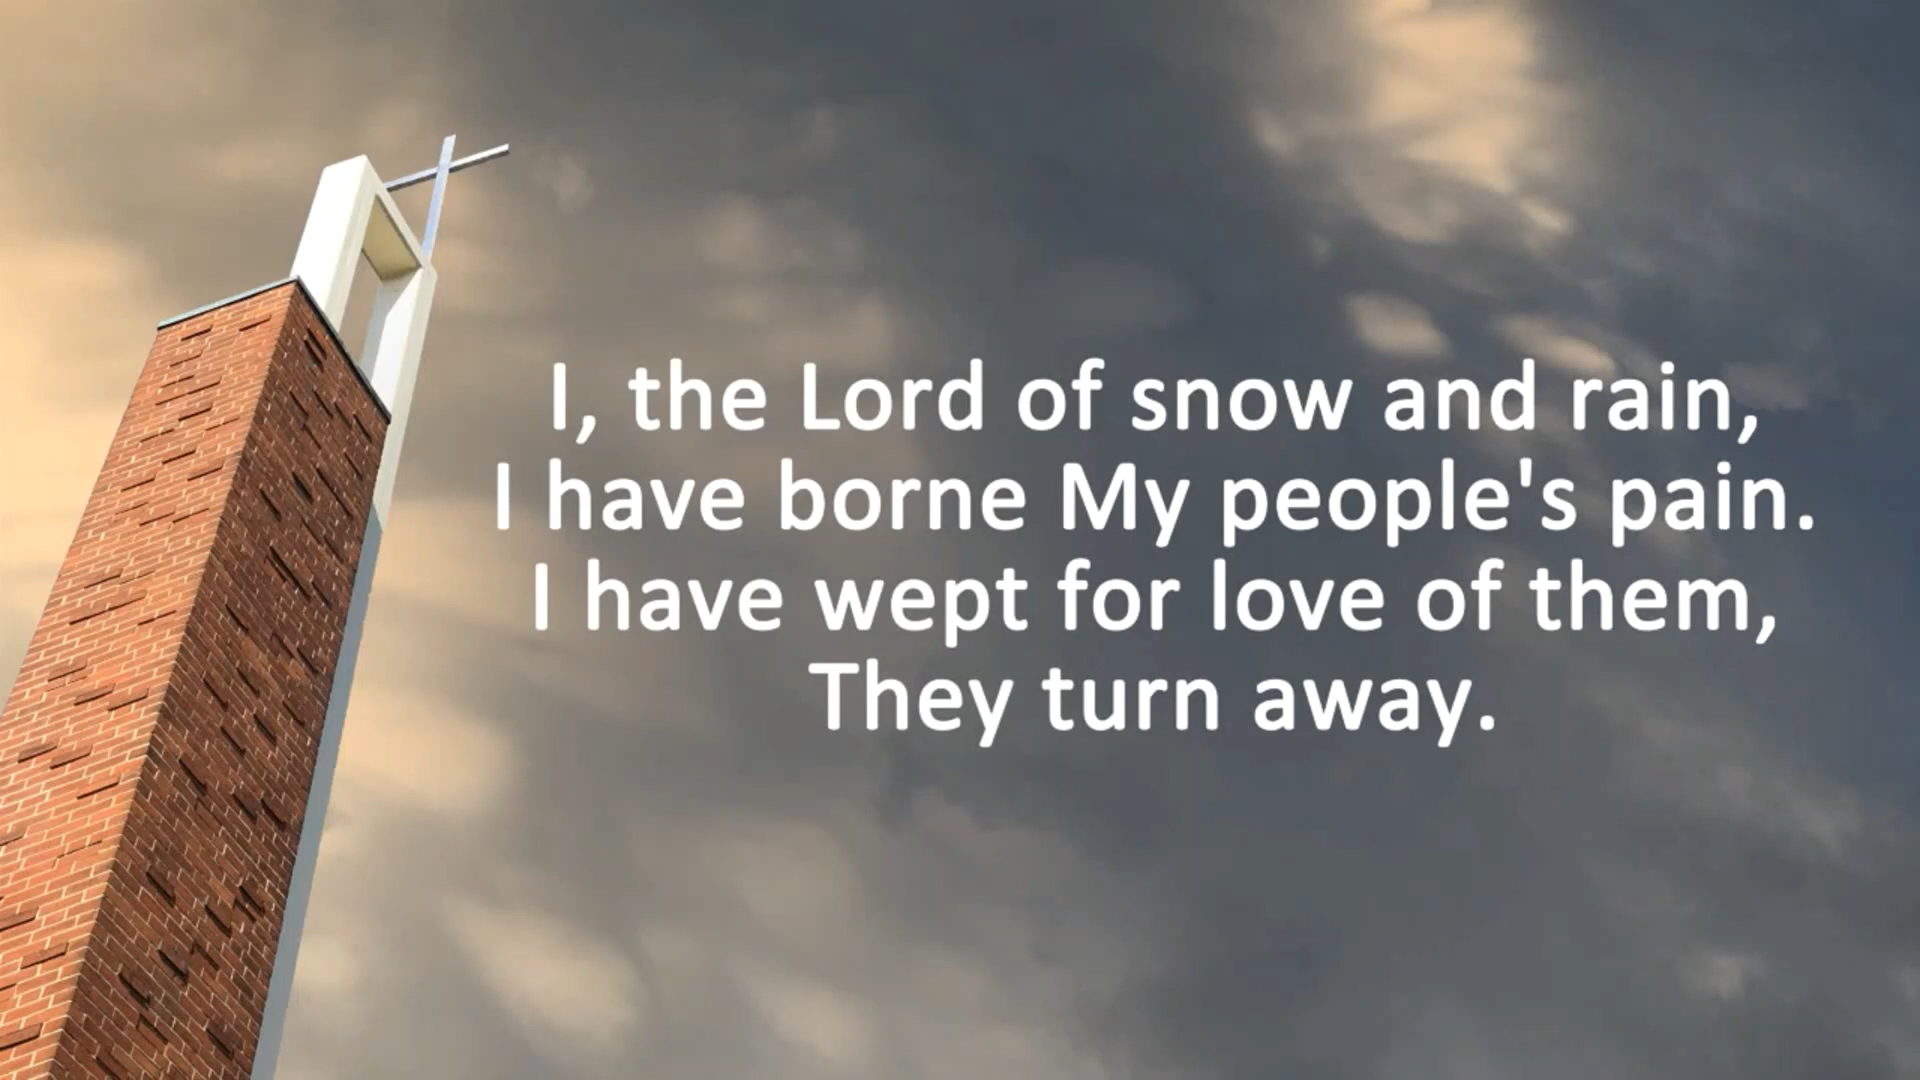 I, the Lord of snow and rain,
I have borne My people's pain.
I have wept for love of them,
They turn away.